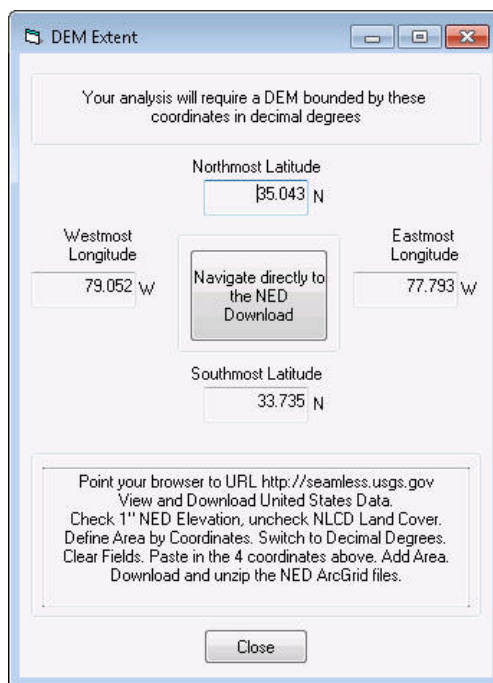 DEM Extent
Your analysis will require a DEM bounded by these
coordinates in decimal degrees
Northmost Latitude
35.043 N
Westmost
Longitude
79.052 W
Navigate directly to
the NED
Download
Eastmost
Longitude
77.793 W
Southmost Latitude
33.735 N
Point your browser to URL http://seamless.usgs.gov
View and Download United States Data.
Check 1" NED Elevation, uncheck NLCD Land Cover.
Define Area by Coordinates. Switch to Decimal Degrees.
Clear Fields. Paste in the 4 coordinates above. Add Area.
Download and unzip the NED ArcGrid files.
Close